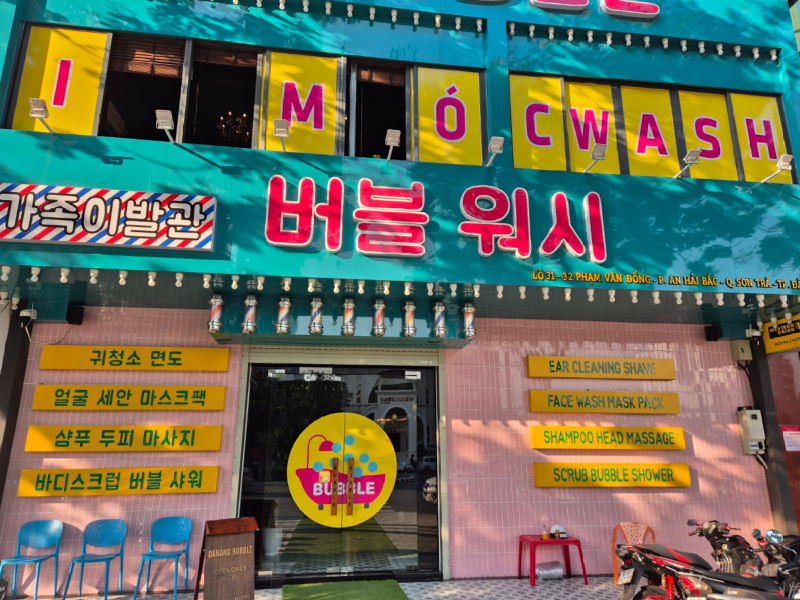 I M Ó C WASH
가족이발관
버블 워시
LÔ 31 - 32 PHẠM VĂN ĐỒNG - P. AN HẢI BẮC - Q. SƠN TRÀ - TP.
귀청소 면도
얼굴 세안 마스크팩
샴푸 두피 마사지
바디스크럽 버블 샤워
EAR CLEANING SHAVE
FACE WASH MASK PACK
SHAMPOO HEAD MASSAGE
SCRUB BUBBLE SHOWER
BUBBLE
DANANG BUBBLE
OPEN DAILY